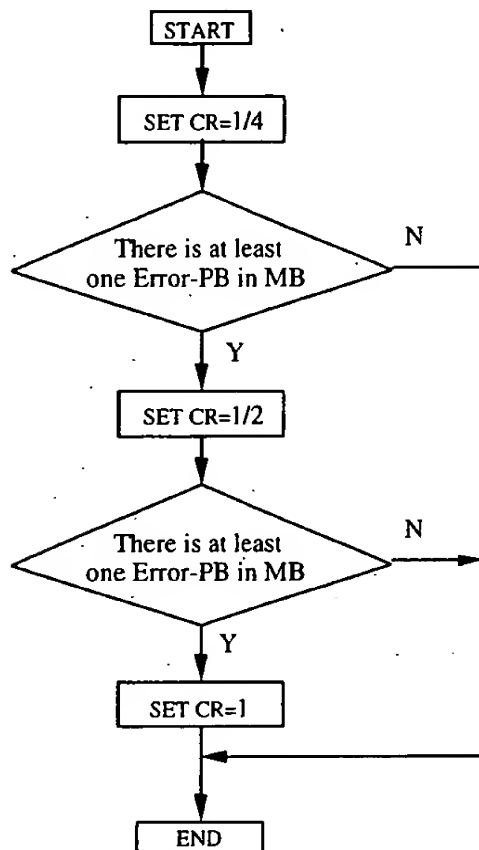 START
SET CR=1/4
There is at least
N
one Error-PB in MB
Y
SET CR=1/2
There is at least
N
one Error-PB in MB
Y
SET CR=1
END